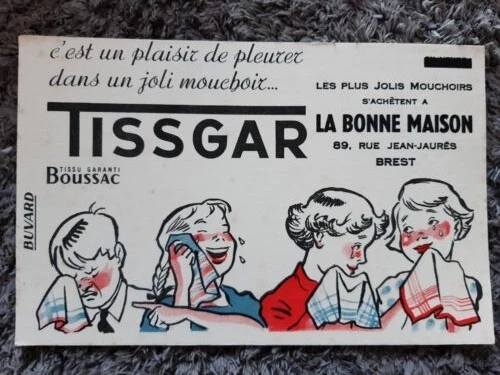 c'est un plaisir de pleurer
dans un joli mouchoir...
TISSGAR
TISSU GARANTI
BOUSSAC
LES PLUS JOLIS MOUCHOIRS
S'ACHÈTENT A
LA BONNE MAISON
89, RUE JEAN-JAURÈS
BREST
BUVARD